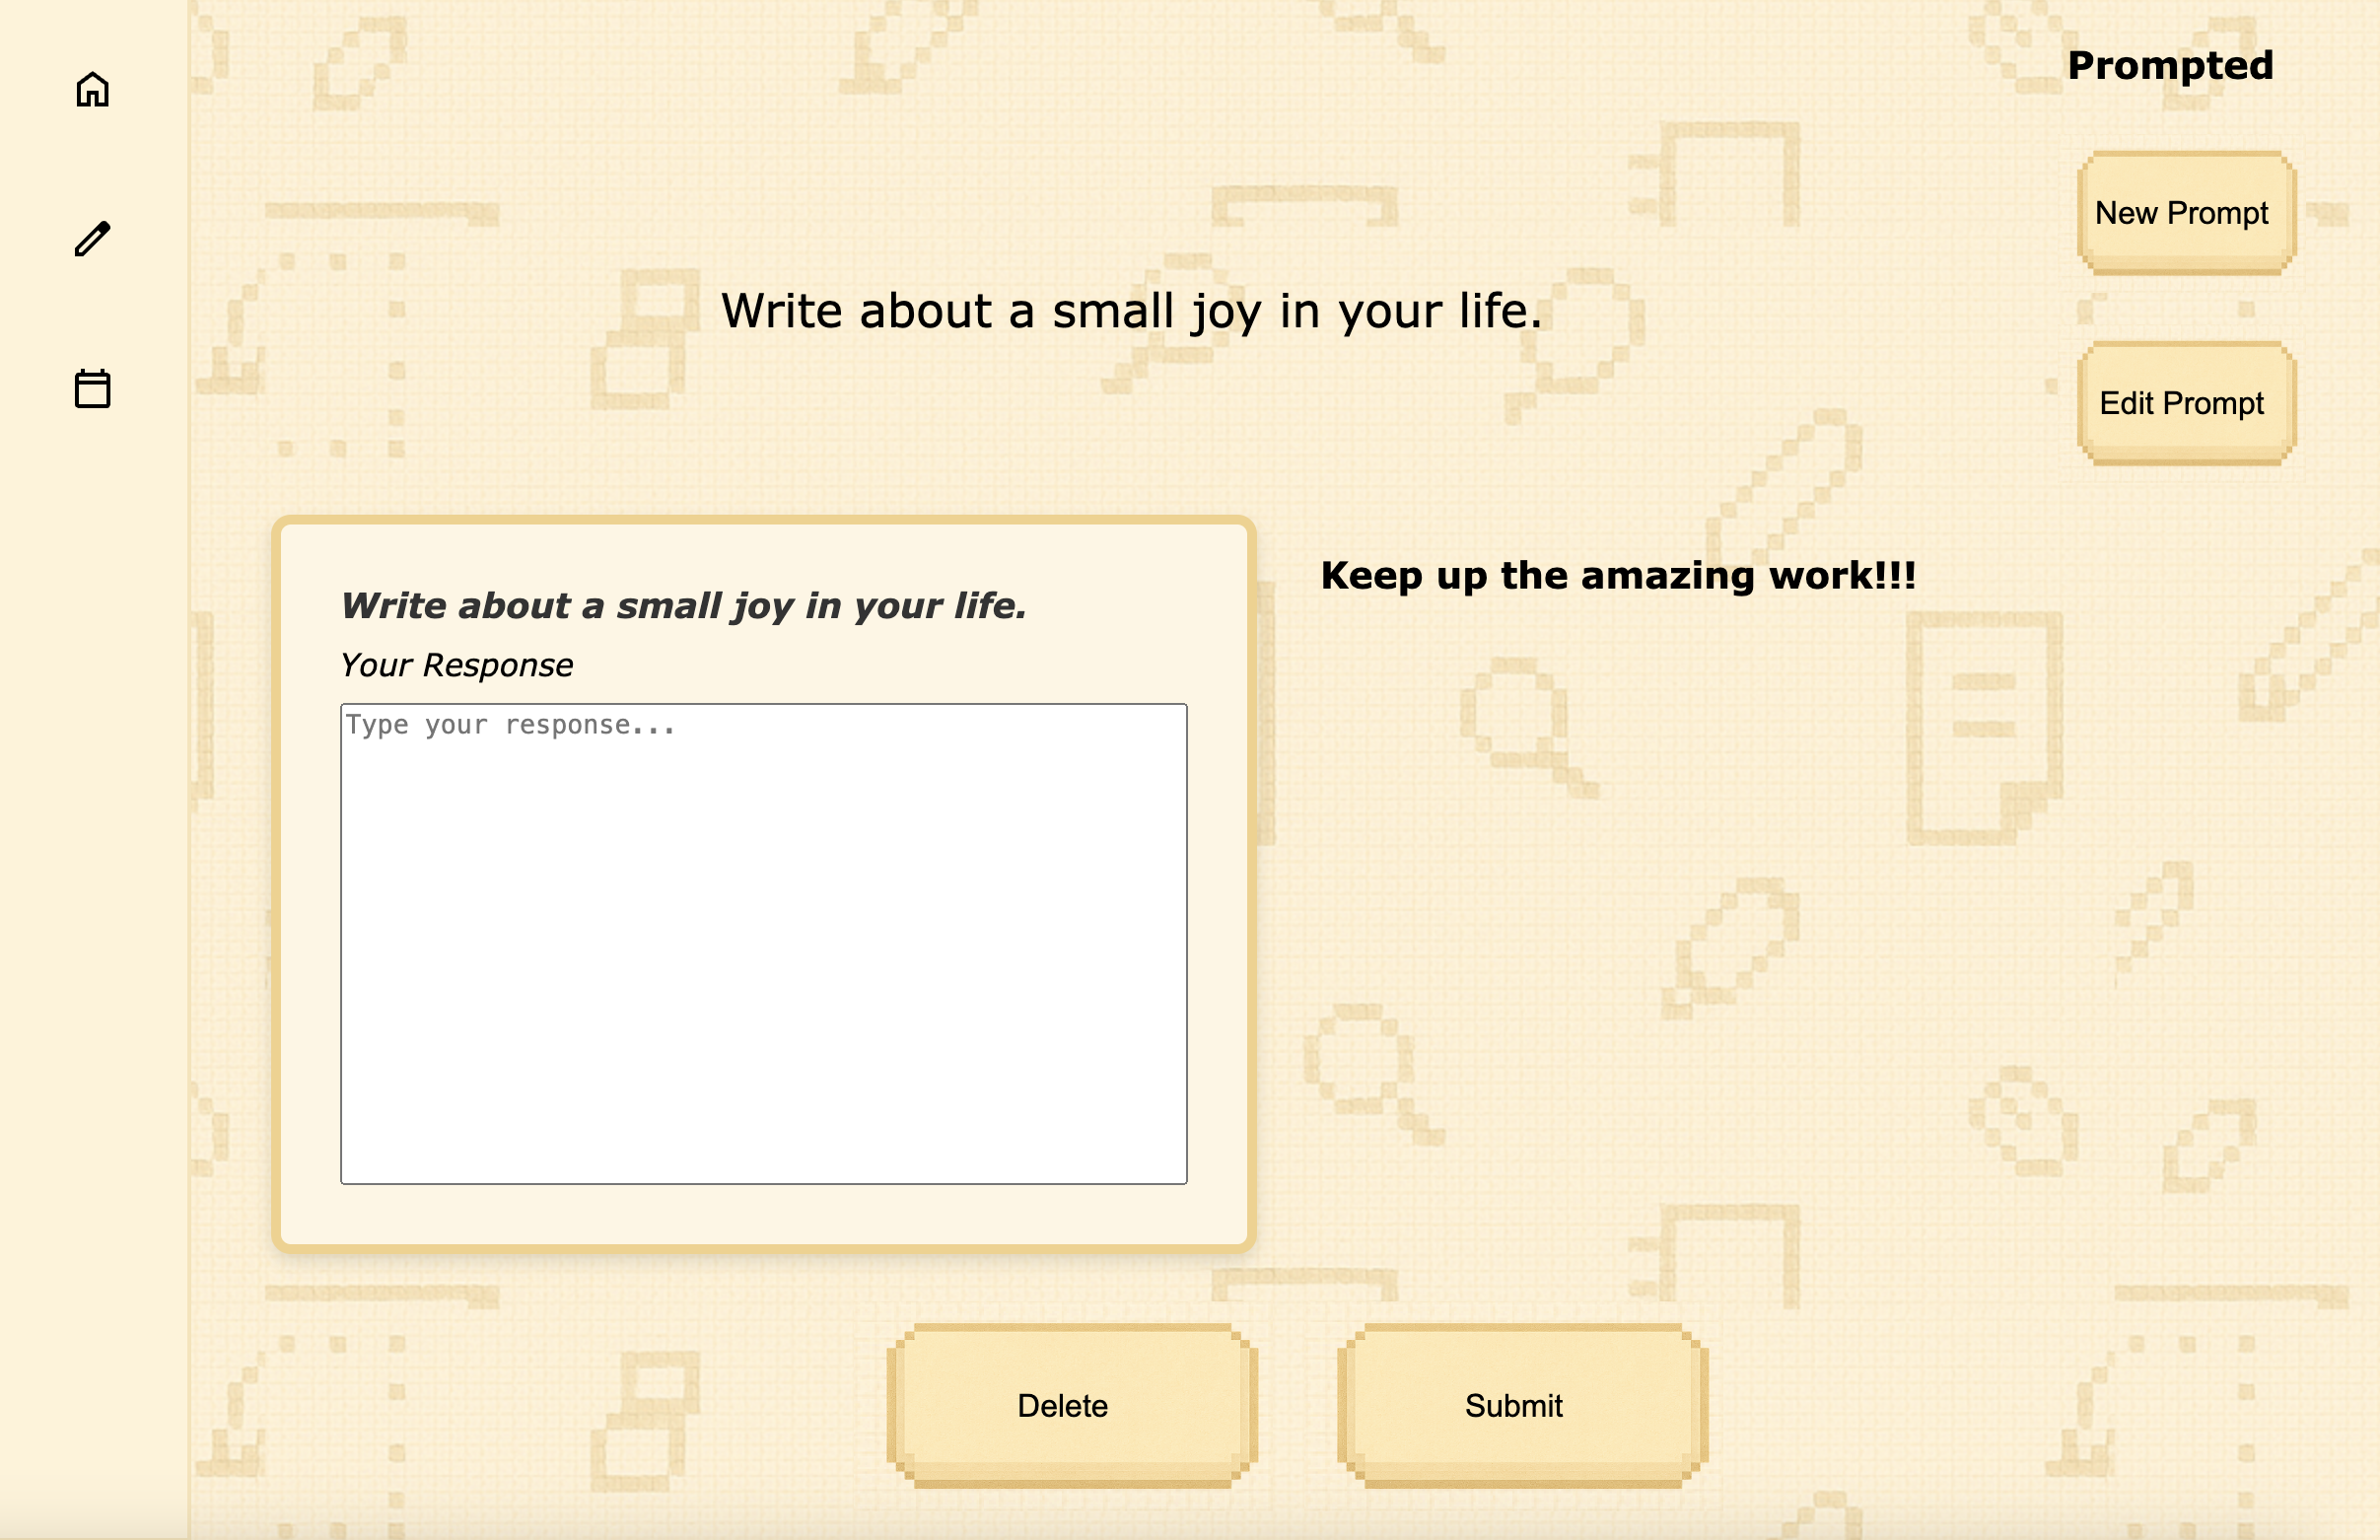 Prompted
New Prompt
Write about a small joy in your life.
Edit Prompt
Keep up the amazing work!!!
Write about a small joy in your life.
Your Response
Type your response...
Delete
Submit